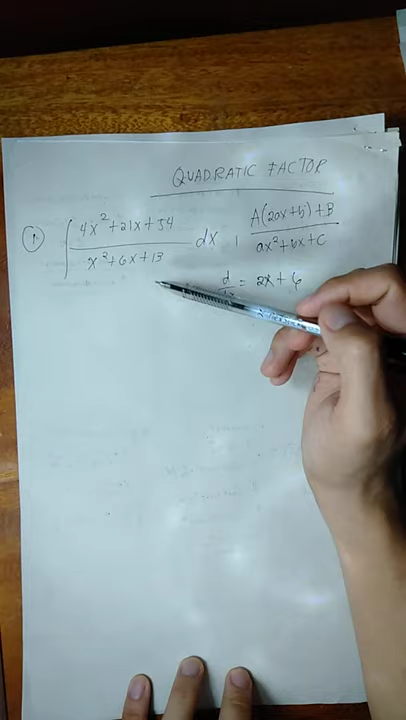 QUADRATIC FACTOR
① ∫ (4x² + 21x + 54)/(x² + 6x + 13) dx ; (A(2ax + b) + B)/(ax² + bx + c)
d/dx = 2x + 6